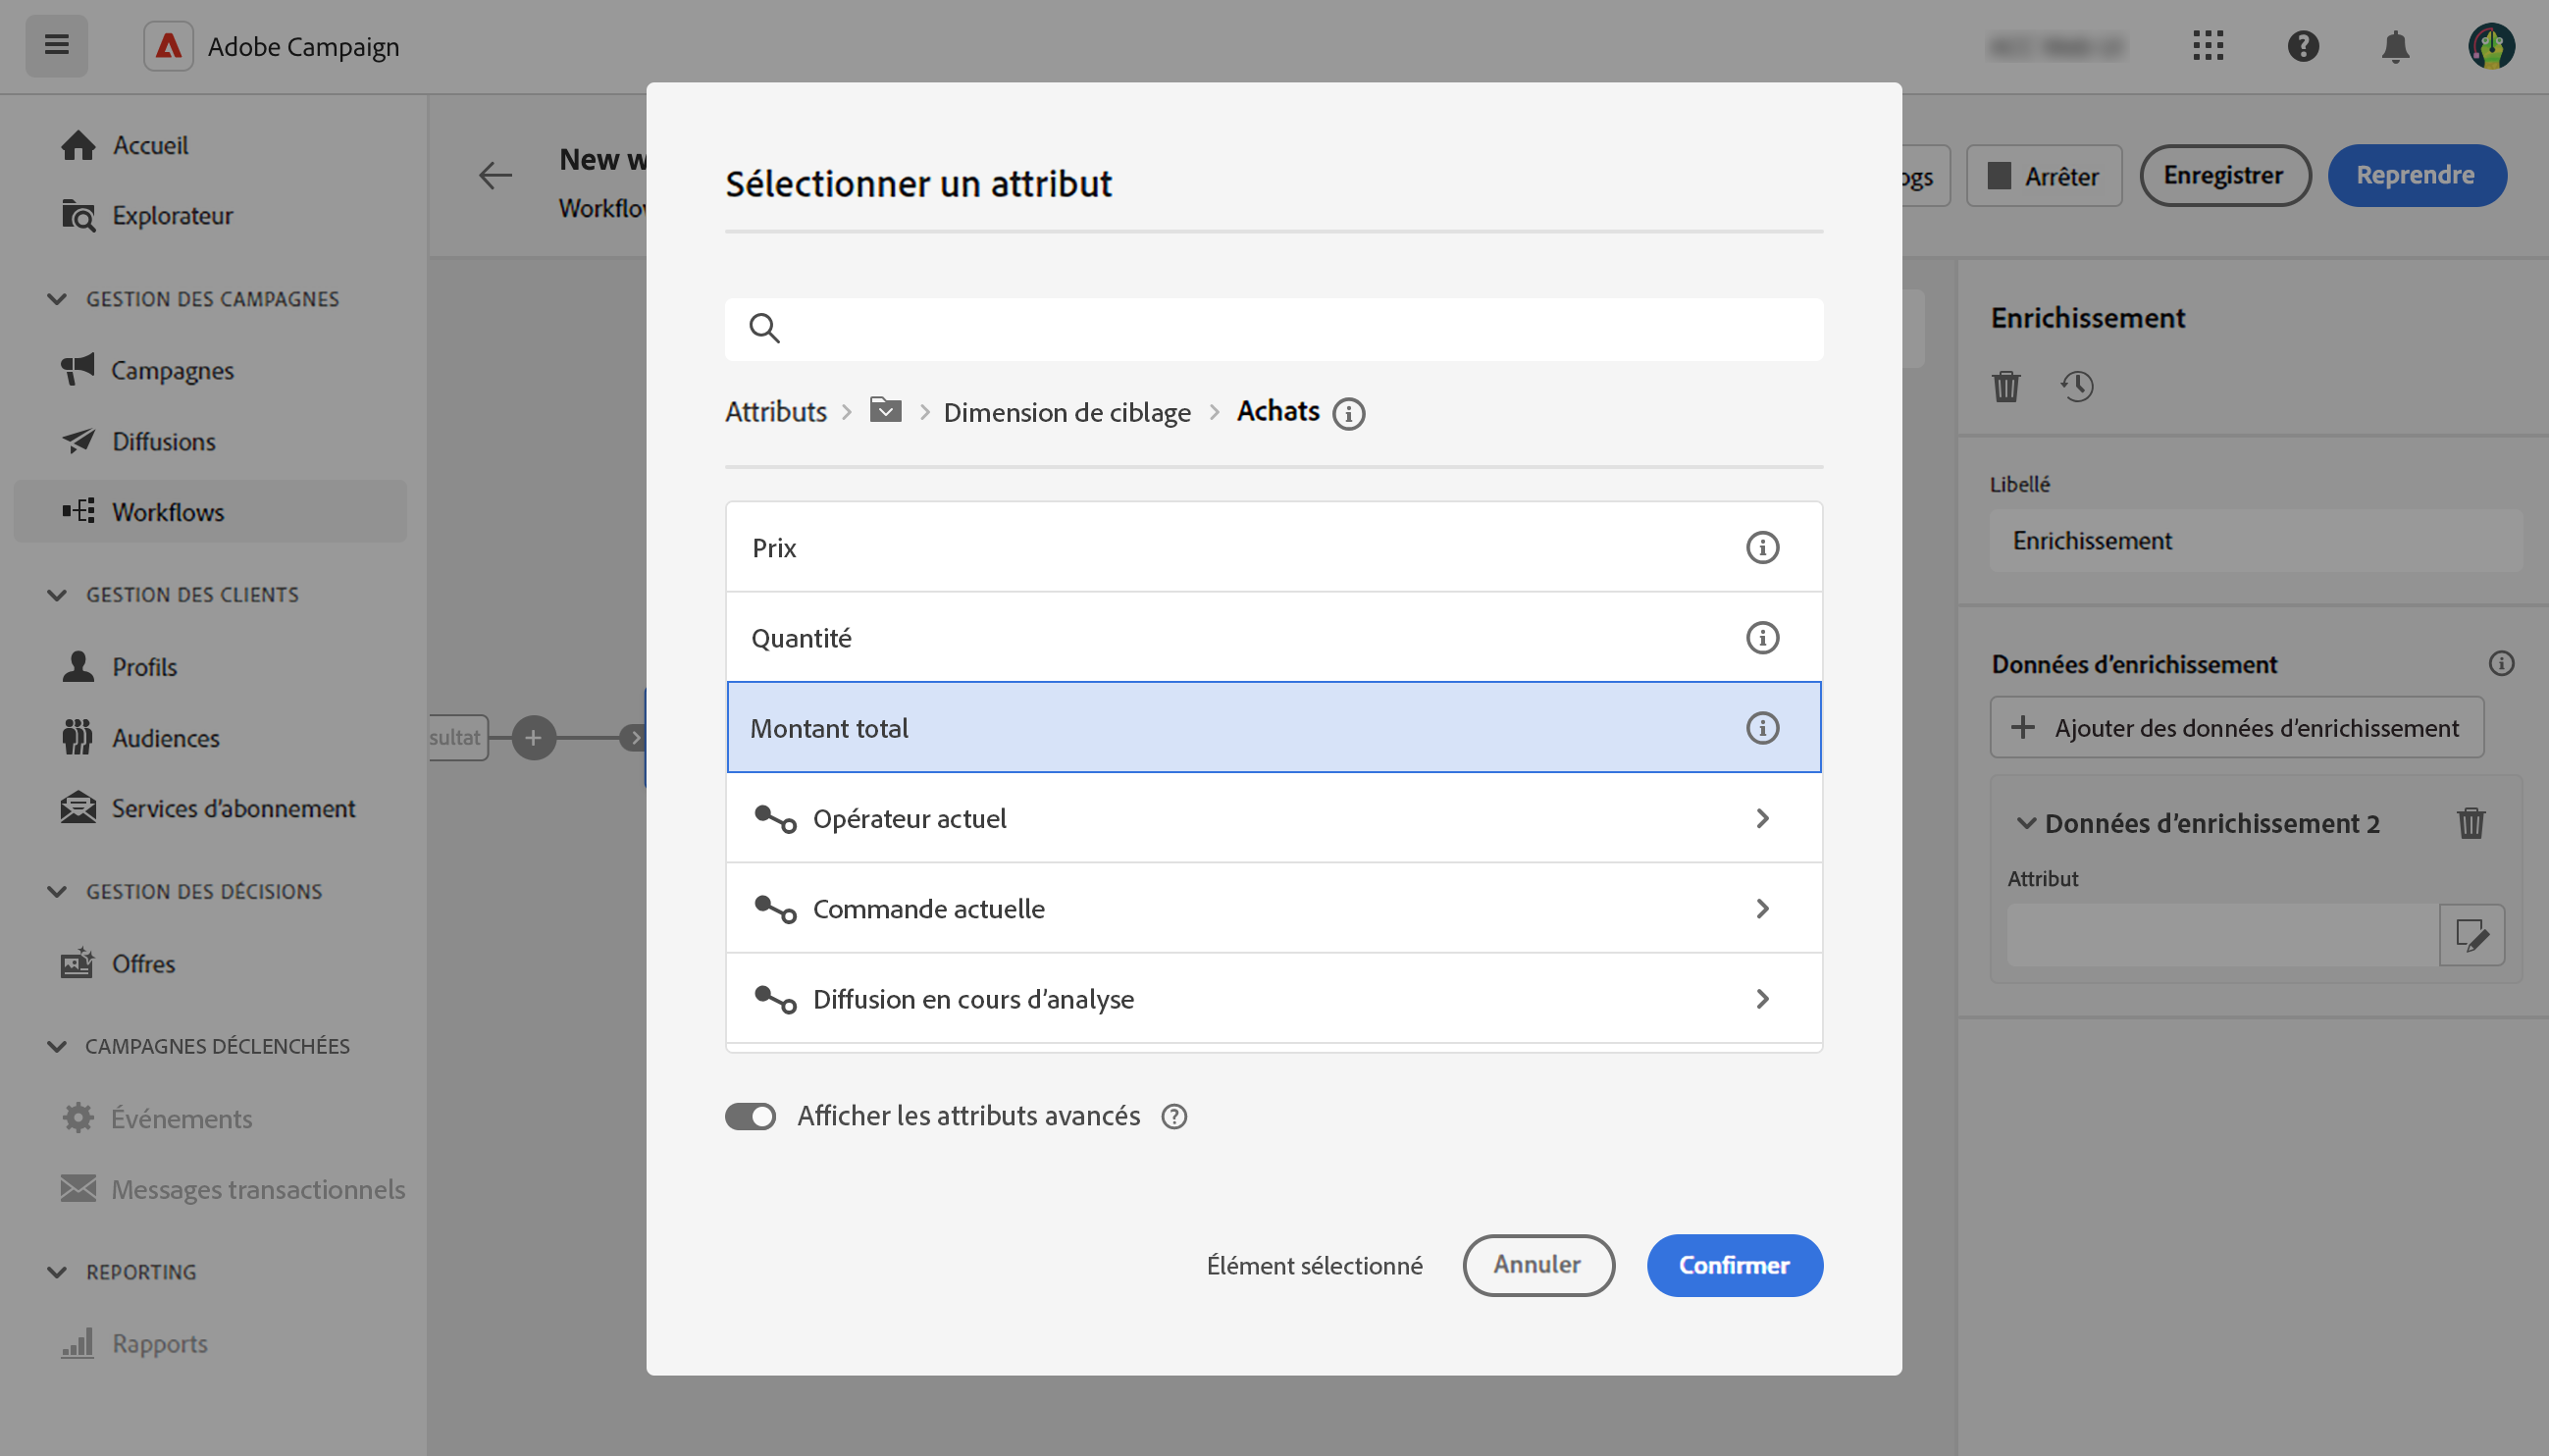 Adobe Campaign
Accueil
Explorateur
GESTION DES CAMPAGNES
Campagnes
Diffusions
Workflows
GESTION DES CLIENTS
Profils
Audiences
Services d’abonnement
GESTION DES DÉCISIONS
Offres
CAMPAGNES DÉCLENCHÉES
Événements
Messages transactionnels
REPORTING
Rapports
New w
Workflow
ogs
Arrêter
Enregistrer
Reprendre
sultat
Sélectionner un attribut
Attributs > > Dimension de ciblage > Achats
Prix
Quantité
Montant total
Opérateur actuel
Commande actuelle
Diffusion en cours d’analyse
Afficher les attributs avancés
Élément sélectionné
Annuler
Confirmer
Enrichissement
Libellé
Enrichissement
Données d’enrichissement
Ajouter des données d’enrichissement
Données d’enrichissement 2
Attribut